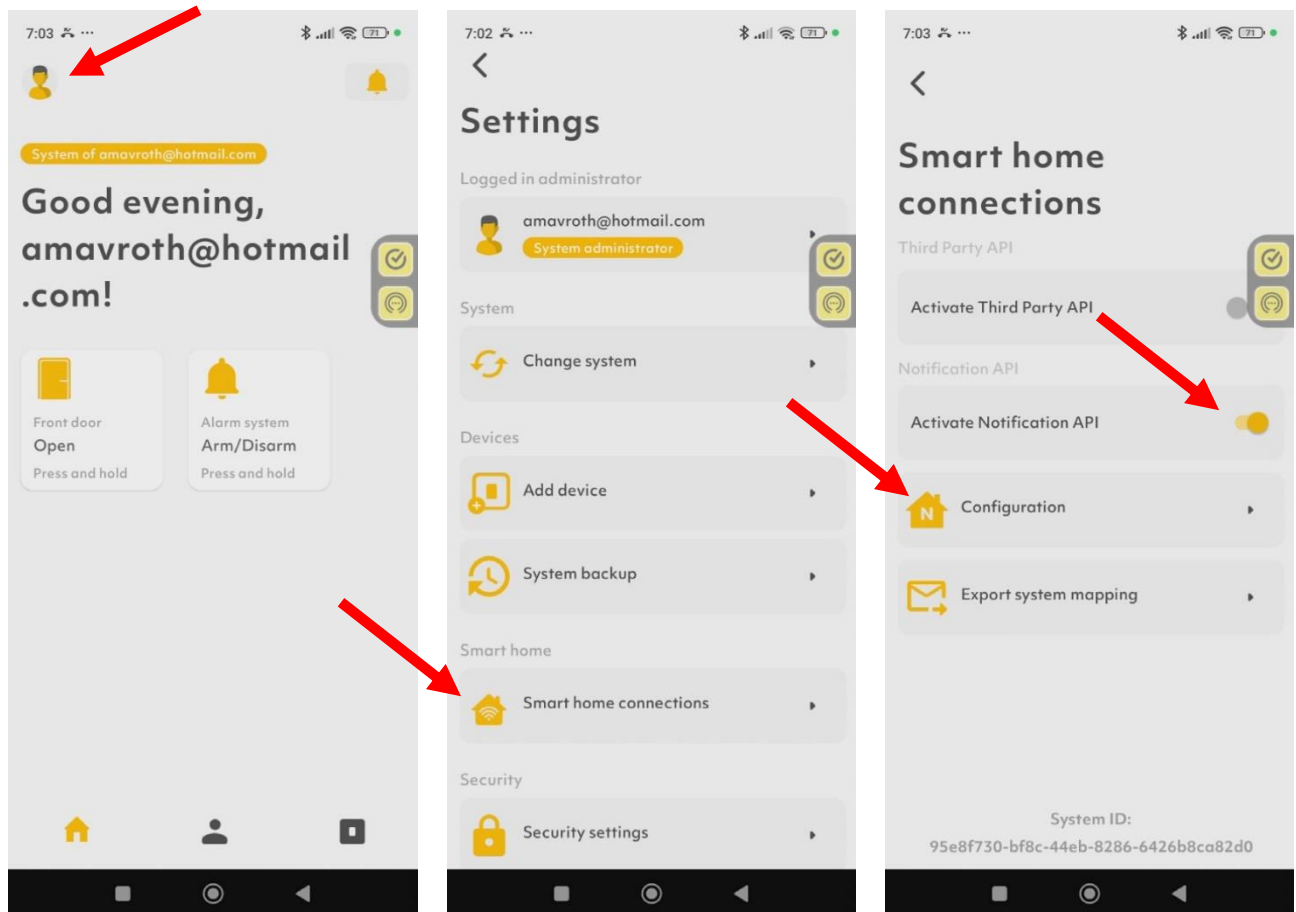 7:03 ...
71
System of amavroth@hotmail.com
Good evening,
amavroth@hotmail
.com!
Front door
Open
Press and hold
Alarm system
Arm/Disarm
Press and hold
7:02 ...
71
Settings
Logged in administrator
amavroth@hotmail.com
System administrator
System
Change system
Devices
Add device
System backup
Smart home
Smart home connections
Security
Security settings
7:03 ...
71
Smart home
connections
Third Party API
Activate Third Party API
Notification API
Activate Notification API
N
Configuration
Export system mapping
System ID:
95e8f730-bf8c-44eb-8286-6426b8ca82d0